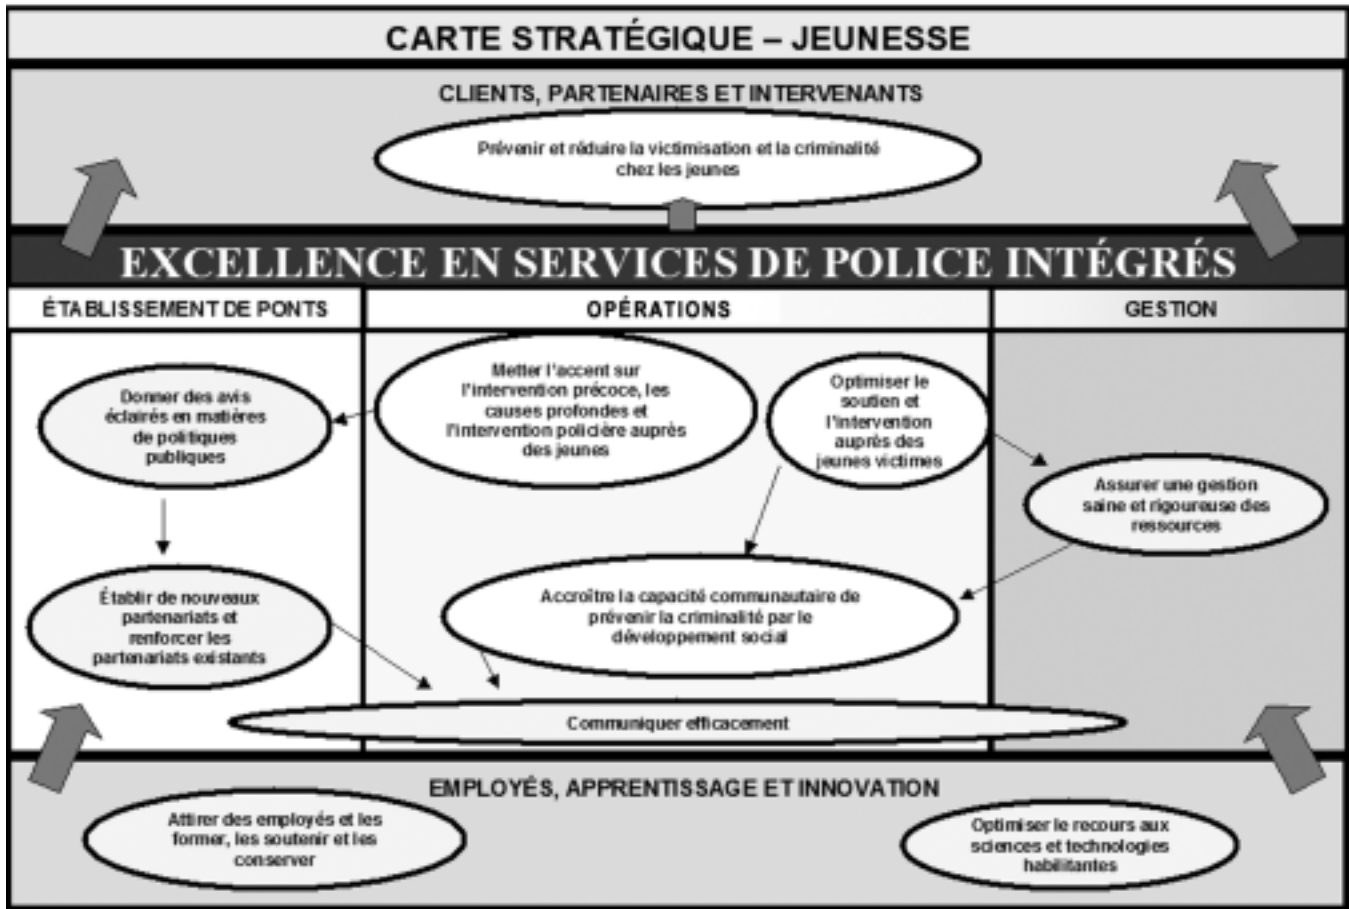 CARTE STRATÉGIQUE – JEUNESSE
CLIENTS, PARTENAIRES ET INTERVENANTS
Prévenir et réduire la victimisation et la criminalité
chez les jeunes
EXCELLENCE EN SERVICES DE POLICE INTÉGRÉS
ÉTABLISSEMENT DE PONTS
OPÉRATIONS
GESTION
Donner des avis
éclairés en matières
de politiques
publiques
Metter l'accent sur
l'intervention précoce, les
causes profondes et
l'intervention policière auprès
des jeunes
Optimiser le
soutien et
l'intervention
auprés des
jeunes victimes
Assurer une gestion
saine et rigoureuse des
ressources
Établir de nouveaux
partenariats et
renforcer les
partenariats existants
Accroître la capacité communautaire de
prévenir la criminalité par le
développement social
Communiquer efficacement
EMPLOYÉS, APPRENTISSAGE ET INNOVATION
Attirer des employés et les
former, les soutenir et les
conserver
Optimiser le recours aux
sciences et technologies
habilitantes